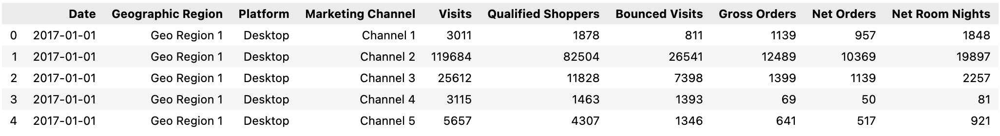 Date Geographic Region Platform Marketing Channel Visits Qualified Shoppers Bounced Visits Gross Orders Net Orders Net Room Nights
0 2017-01-01 Geo Region 1 Desktop Channel 1 3011 1878 811 1139 957 1848
1 2017-01-01 Geo Region 1 Desktop Channel 2 119684 82504 26541 12489 10369 19897
2 2017-01-01 Geo Region 1 Desktop Channel 3 25612 11828 7398 1399 1139 2257
3 2017-01-01 Geo Region 1 Desktop Channel 4 3115 1463 1393 69 50 81
4 2017-01-01 Geo Region 1 Desktop Channel 5 5657 4307 1346 641 517 921